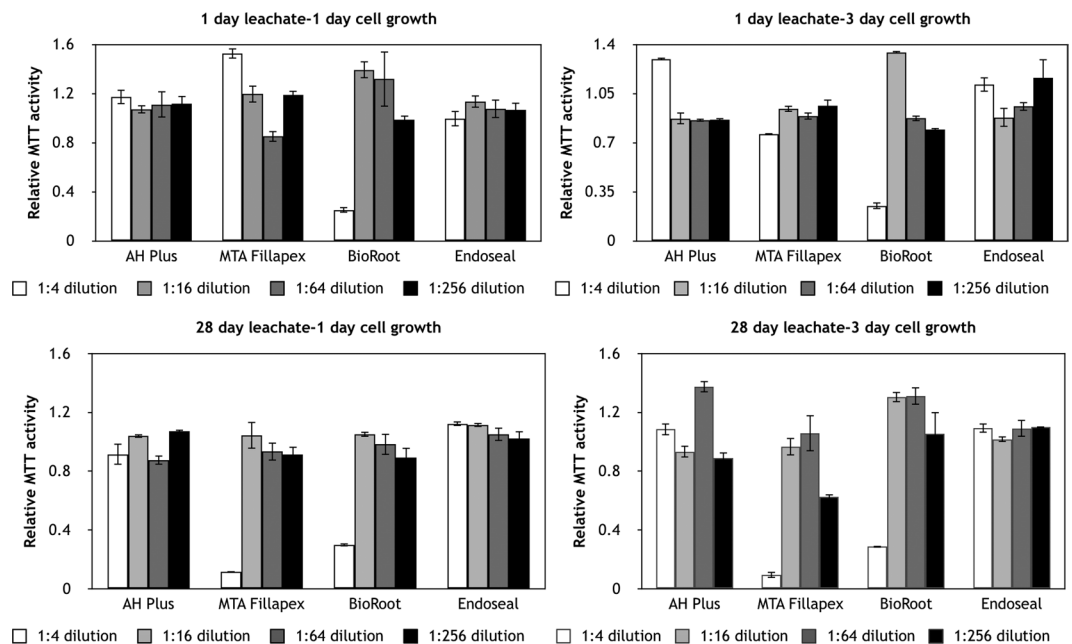 1 day leachate-1 day cell growth
Relative MTT activity
1.6
1.2
0.8
0.4
0
AH Plus MTA Fillapex BioRoot Endoseal
1:4 dilution 1:16 dilution 1:64 dilution 1:256 dilution
1 day leachate-3 day cell growth
Relative MTT activity
1.4
1.05
0.7
0.35
0
AH Plus MTA Fillapex BioRoot Endoseal
1:4 dilution 1:16 dilution 1:64 dilution 1:256 dilution
28 day leachate-1 day cell growth
Relative MTT activity
1.6
1.2
0.8
0.4
0
AH Plus MTA Fillapex BioRoot Endoseal
1:4 dilution 1:16 dilution 1:64 dilution 1:256 dilution
28 day leachate-3 day cell growth
Relative MTT activity
1.6
1.2
0.8
0.4
0
AH Plus MTA Fillapex BioRoot Endoseal
1:4 dilution 1:16 dilution 1:64 dilution 1:256 dilution